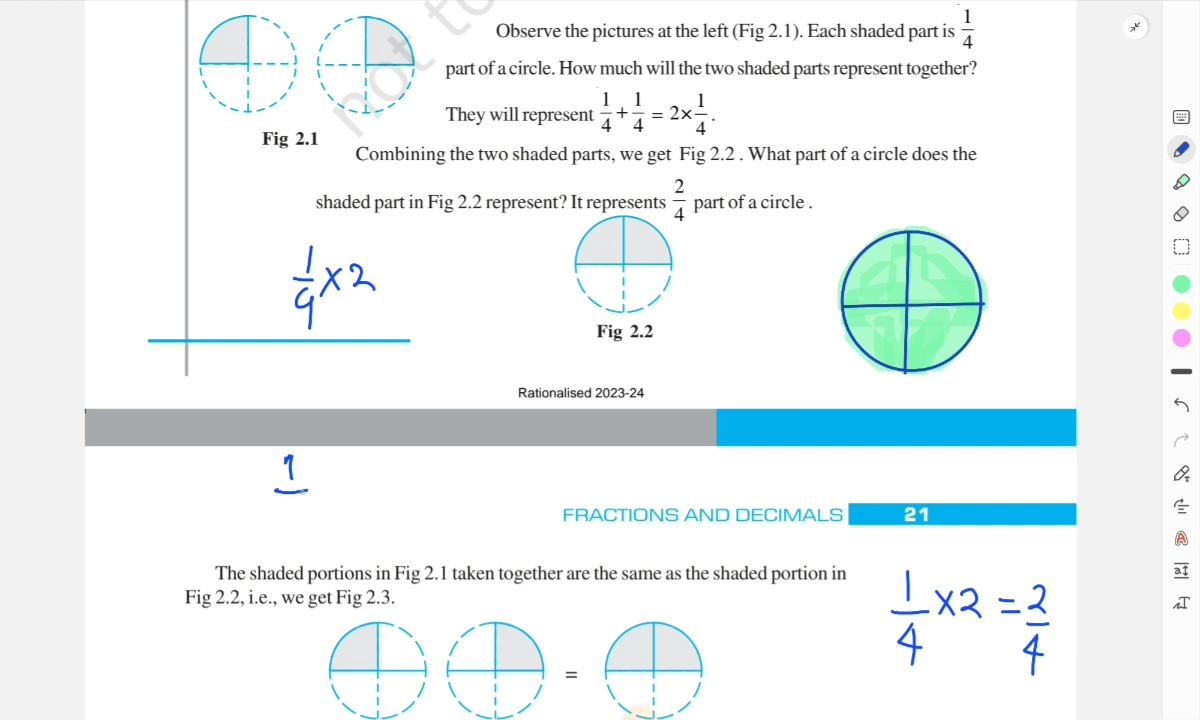 not to
Observe the pictures at the left (Fig 2.1). Each shaded part is 1/4
part of a circle. How much will the two shaded parts represent together?
They will represent 1/4 + 1/4 = 2×1/4.
Fig 2.1
Combining the two shaded parts, we get Fig 2.2 . What part of a circle does the
shaded part in Fig 2.2 represent? It represents 2/4 part of a circle .
1/9 × 2
Fig 2.2
Rationalised 2023-24
1
FRACTIONS AND DECIMALS 21
The shaded portions in Fig 2.1 taken together are the same as the shaded portion in
Fig 2.2, i.e., we get Fig 2.3.
1/4 × 2 = 2/4
=